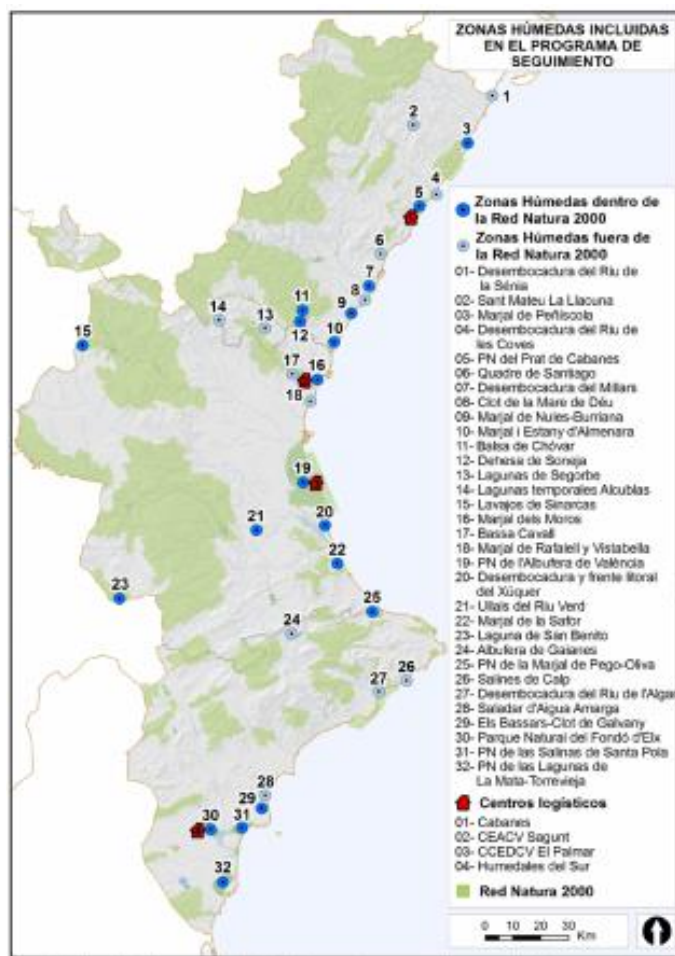 ZONAS HÚMEDAS INCLUIDAS
EN EL PROGRAMA DE
SEGUIMIENTO
1
2
3
4
5
6
7
8
9
10
11
12
13
14
15
16
17
18
19
20
21
22
23
24
25
26
27
28
29
30
31
32
Zonas Húmedas dentro de
la Red Natura 2000
Zonas Húmedas fuera de
la Red Natura 2000
01- Desembocadura del Riu de
la Sénia
02- Sant Mateu La Llacuna
03- Marjal de Peñíscola
04- Desembocadura del Riu de
les Coves
05- PN del Prat de Cabanes
06- Quadre de Santiago
07- Desembocadura del Millars
08- Clot de la Mare de Déu
09- Marjal de Nules-Burriana
10- Marjal i Estany d'Almenara
11- Balsa de Chóvar
12- Dehesa de Soneja
13- Lagunas de Segorbe
14- Lagunas temporales Alcublas
15- Lavajos de Sinarcas
16- Marjal dels Moros
17- Bassa Cavall
18- Marjal de Rafalell y Vistabella
19- PN de l'Albufera de València
20- Desembocadura y frente litoral
del Xúquer
21- Ullals del Riu Verd
22- Marjal de la Safor
23- Laguna de San Benito
24- Albufera de Gaianes
25- PN de la Marjal de Pego-Oliva
26- Salines de Calp
27- Desembocadura del Riu de l'Algar
28- Saladar d'Aigua Amarga
29- Els Bassars-Clot de Galvany
30- Parque Natural del Fondó d'Elx
31- PN de las Salinas de Santa Pola
32- PN de las Lagunas de
La Mata-Torrevieja
Centros logísticos
01- Cabanes
02- CEACV Sagunt
03- CCEDCV El Palmar
04- Humedales del Sur
Red Natura 2000
0 10 20 30
Km